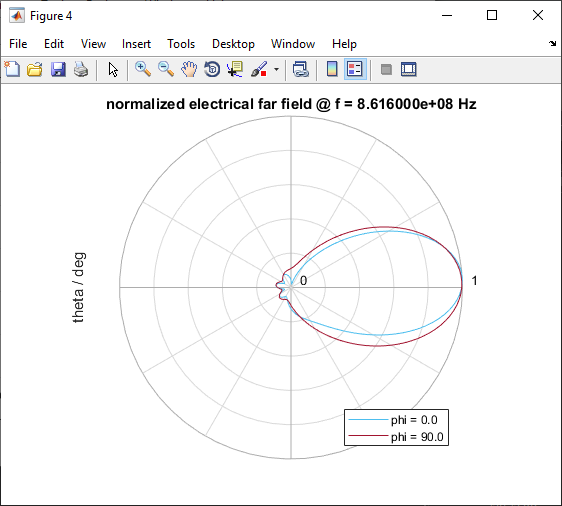 Figure 4
File Edit View Insert Tools Desktop Window Help
normalized electrical far field @ f = 8.616000e+08 Hz
theta / deg
0
1
phi = 0.0
phi = 90.0